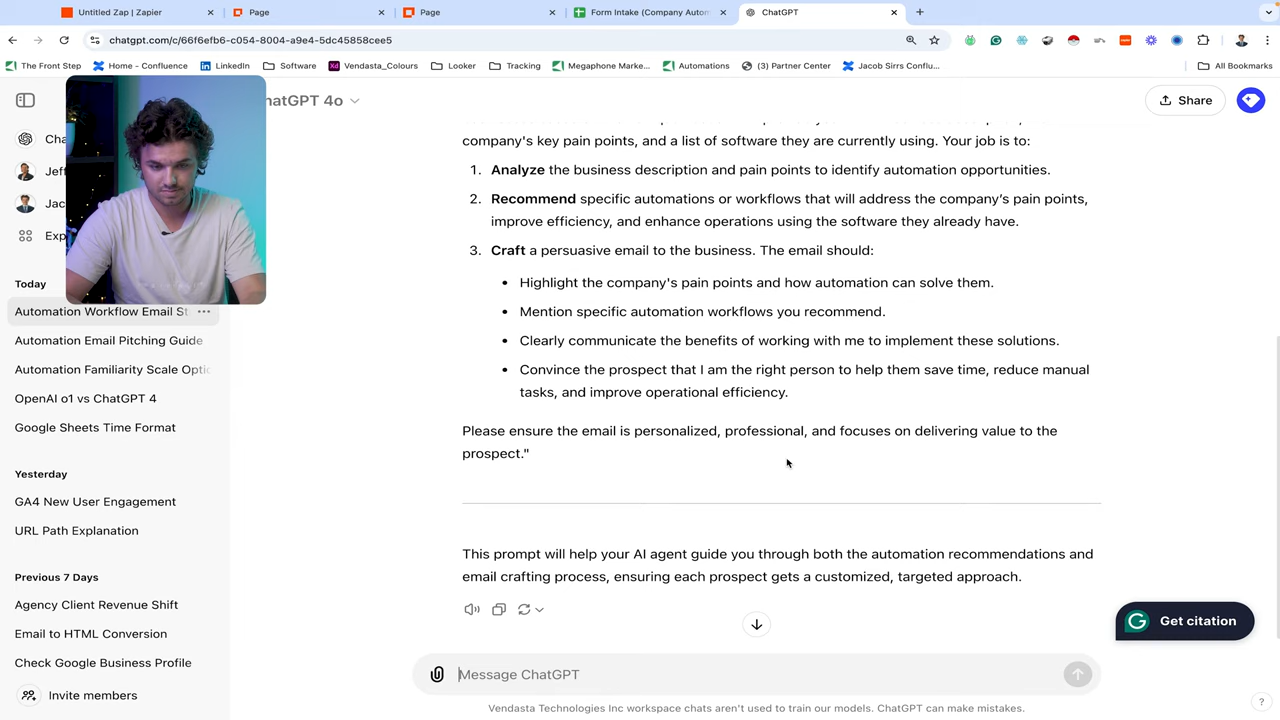 Untitled Zap | Zapier
Page
Page
Form Intake (Company Autom
ChatGPT
chatgpt.com/c/66f6efb6-c054-8004-a9e4-5dc45858cee5
The Front Step
Home - Confluence
LinkedIn
Software
Xd
Vendasta_Colours
Looker
Tracking
Megaphone Marke...
Automations
(3) Partner Center
Jacob Sirrs Conflu...
All Bookmarks
hatGPT 4o
Share
Cha
Jeff
Jac
Exp
Today
Automation Workflow Email St
Automation Email Pitching Guide
Automation Familiarity Scale Optio
OpenAI o1 vs ChatGPT 4
Google Sheets Time Format
Yesterday
GA4 New User Engagement
URL Path Explanation
Previous 7 Days
Agency Client Revenue Shift
Email to HTML Conversion
Check Google Business Profile
Invite members
company's key pain points, and a list of software they are currently using. Your job is to:
1. Analyze the business description and pain points to identify automation opportunities.
2. Recommend specific automations or workflows that will address the company's pain points,
improve efficiency, and enhance operations using the software they already have.
3. Craft a persuasive email to the business. The email should:
• Highlight the company's pain points and how automation can solve them.
• Mention specific automation workflows you recommend.
• Clearly communicate the benefits of working with me to implement these solutions.
• Convince the prospect that I am the right person to help them save time, reduce manual
tasks, and improve operational efficiency.
Please ensure the email is personalized, professional, and focuses on delivering value to the
prospect."
This prompt will help your AI agent guide you through both the automation recommendations and
email crafting process, ensuring each prospect gets a customized, targeted approach.
Get citation
Message ChatGPT
Vendasta Technologies Inc workspace chats aren't used to train our models. ChatGPT can make mistakes.
?